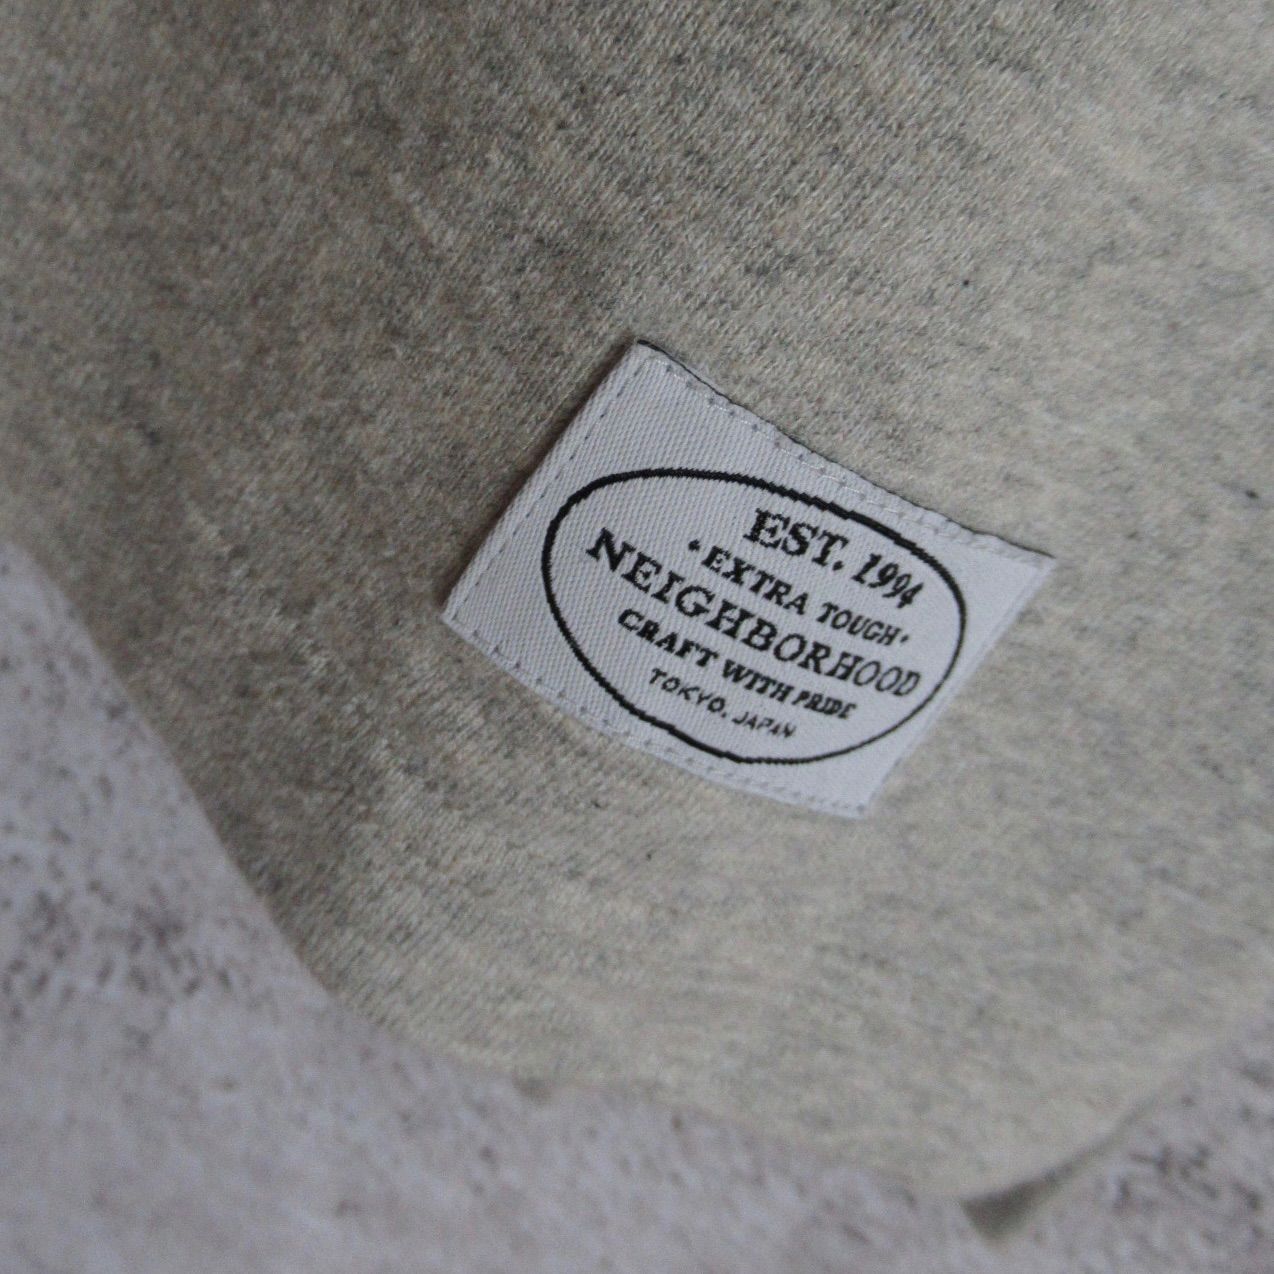 EST. 1994
"EXTRA TOUGH"
NEIGHBORHOOD
CRAFT WITH PRIDE
TOKYO, JAPAN